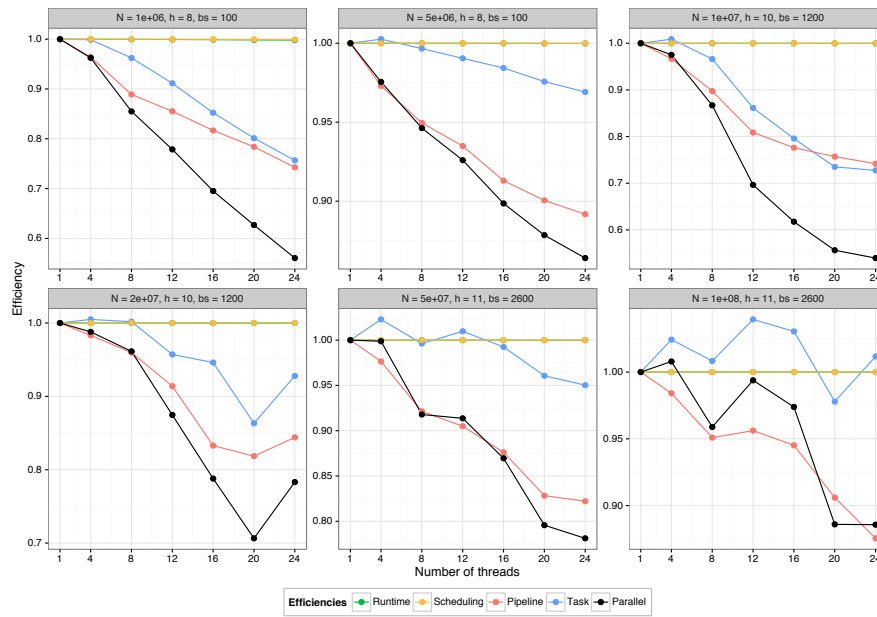 N = 1e+06, h = 8, bs = 100
N = 5e+06, h = 8, bs = 100
N = 1e+07, h = 10, bs = 1200
1.0
0.9
0.8
0.7
0.6
1.00
0.95
0.90
1.0
0.9
0.8
0.7
0.6
1 4 8 12 16 20 24
1 4 8 12 16 20 24
1 4 8 12 16 20 24
Efficiency
N = 2e+07, h = 10, bs = 1200
N = 5e+07, h = 11, bs = 2600
N = 1e+08, h = 11, bs = 2600
1.0
0.9
0.8
0.7
1.00
0.95
0.90
0.85
0.80
1.00
0.95
0.90
1 4 8 12 16 20 24
1 4 8 12 16 20 24
1 4 8 12 16 20 24
Number of threads
Efficiencies Runtime Scheduling Pipeline Task Parallel